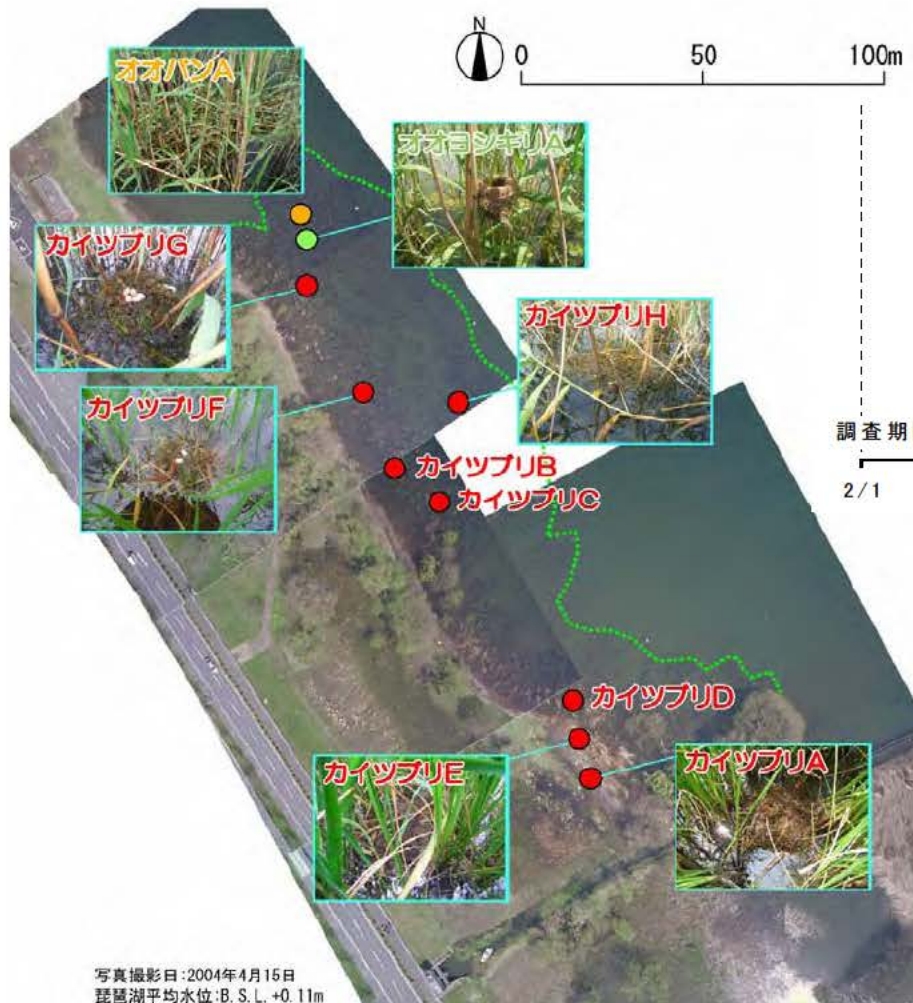 N
0 50 100m
オオバンA
オオヨシキリA
カイツブリG
カイツブリH
カイツブリF
調査期
2/1
カイツブリB
カイツブリC
カイツブリD
カイツブリE
カイツブリA
写真撮影日:2004年4月15日
琵琶湖平均水位:B.S.L.+0.11m